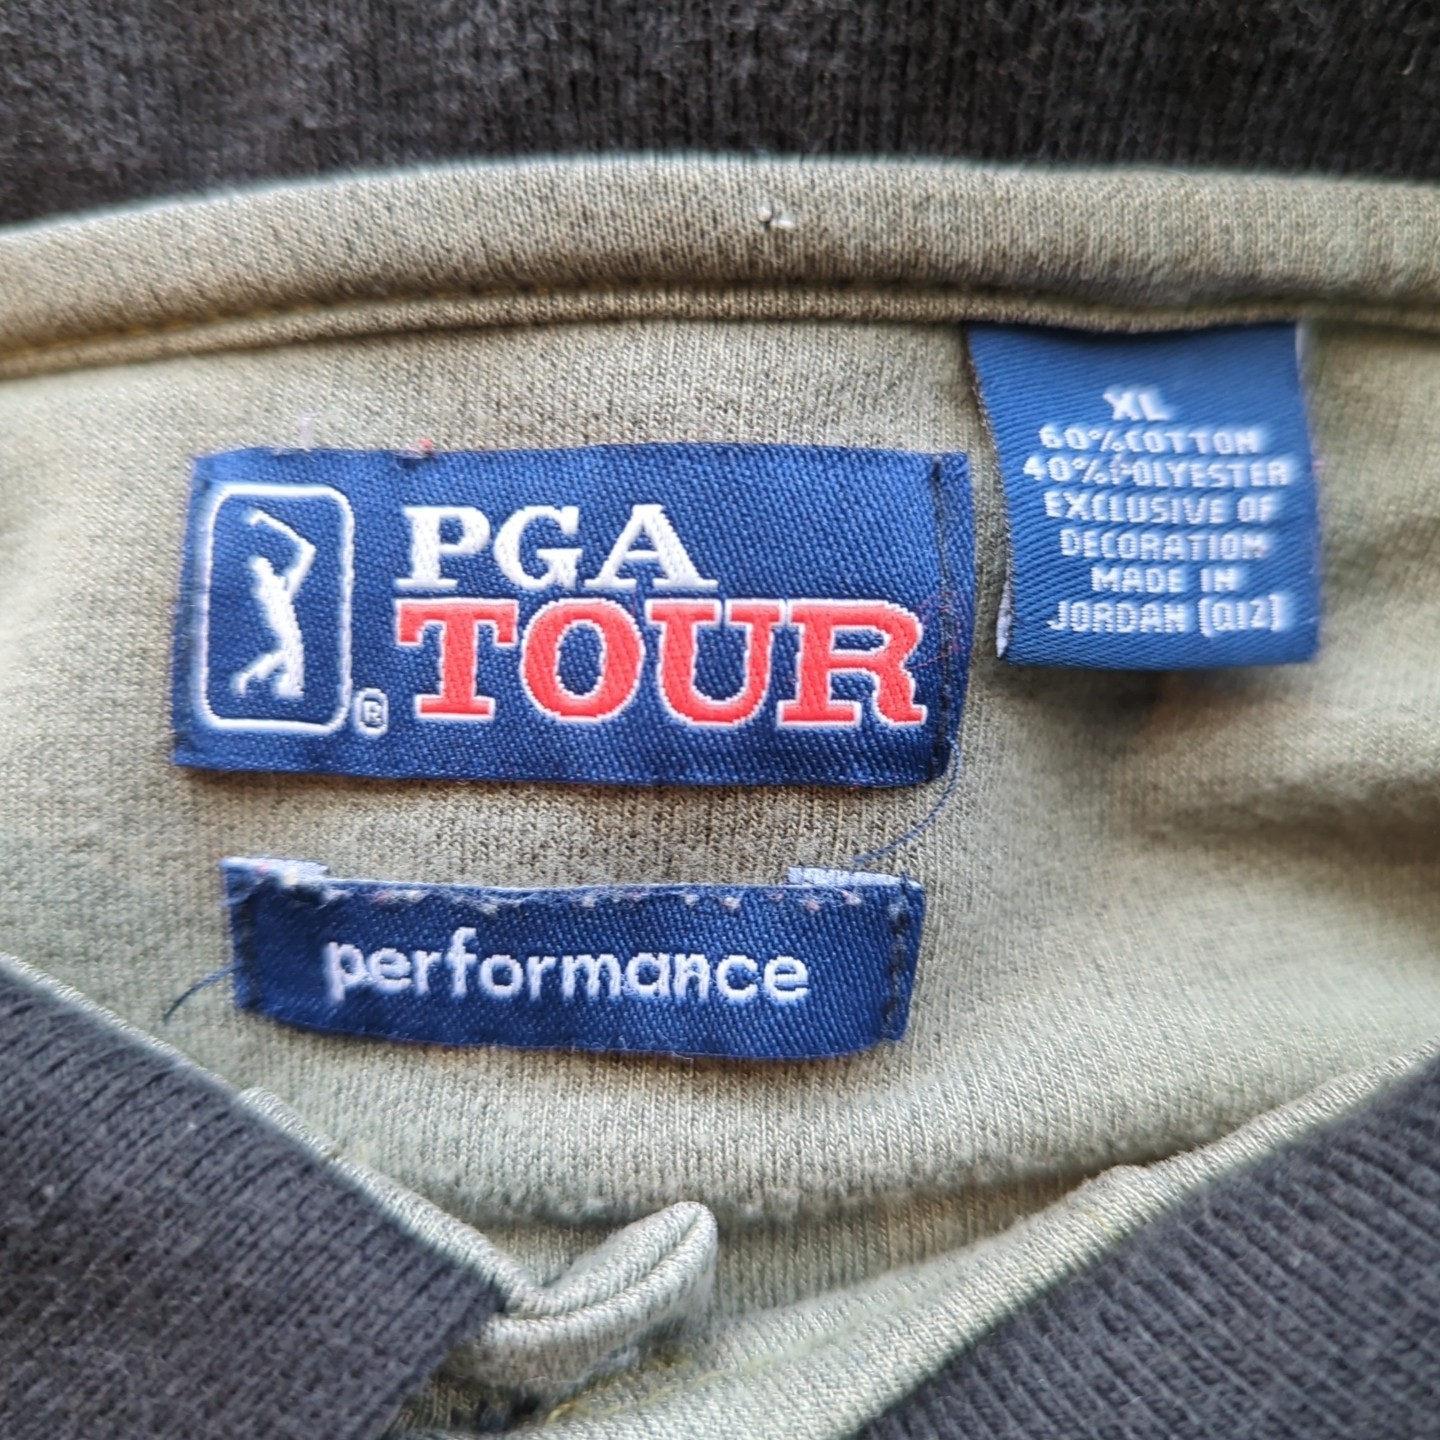 PGA
TOUR
®
performance
XL
60%COTTON
40%POLYESTER
EXCLUSIVE OF
DECORATION
MADE IN
JORDAN (QIZ)